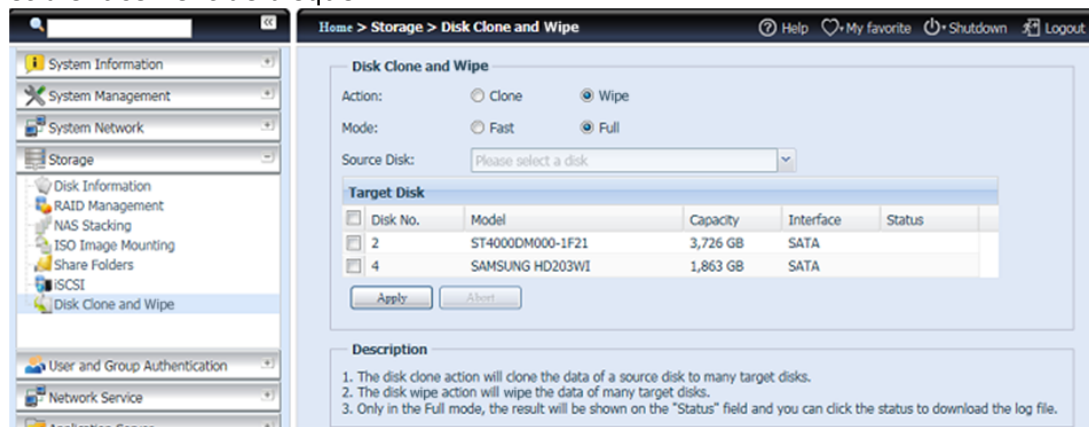 Home > Storage > Disk Clone and Wipe
Help
My favorite
Shutdown
Logout
System Information
System Management
System Network
Storage
Disk Information
RAID Management
NAS Stacking
ISO Image Mounting
Share Folders
iSCSI
Disk Clone and Wipe
User and Group Authentication
Network Service
Disk Clone and Wipe
Action: Clone Wipe
Mode: Fast Full
Source Disk: Please select a disk
Target Disk
Disk No. Model Capacity Interface Status
2 ST4000DM000-1F21 3,726 GB SATA
4 SAMSUNG HD203WI 1,863 GB SATA
Apply Abort
Description
1. The disk clone action will clone the data of a source disk to many target disks.
2. The disk wipe action will wipe the data of many target disks.
3. Only in the Full mode, the result will be shown on the "Status" field and you can click the status to download the log file.